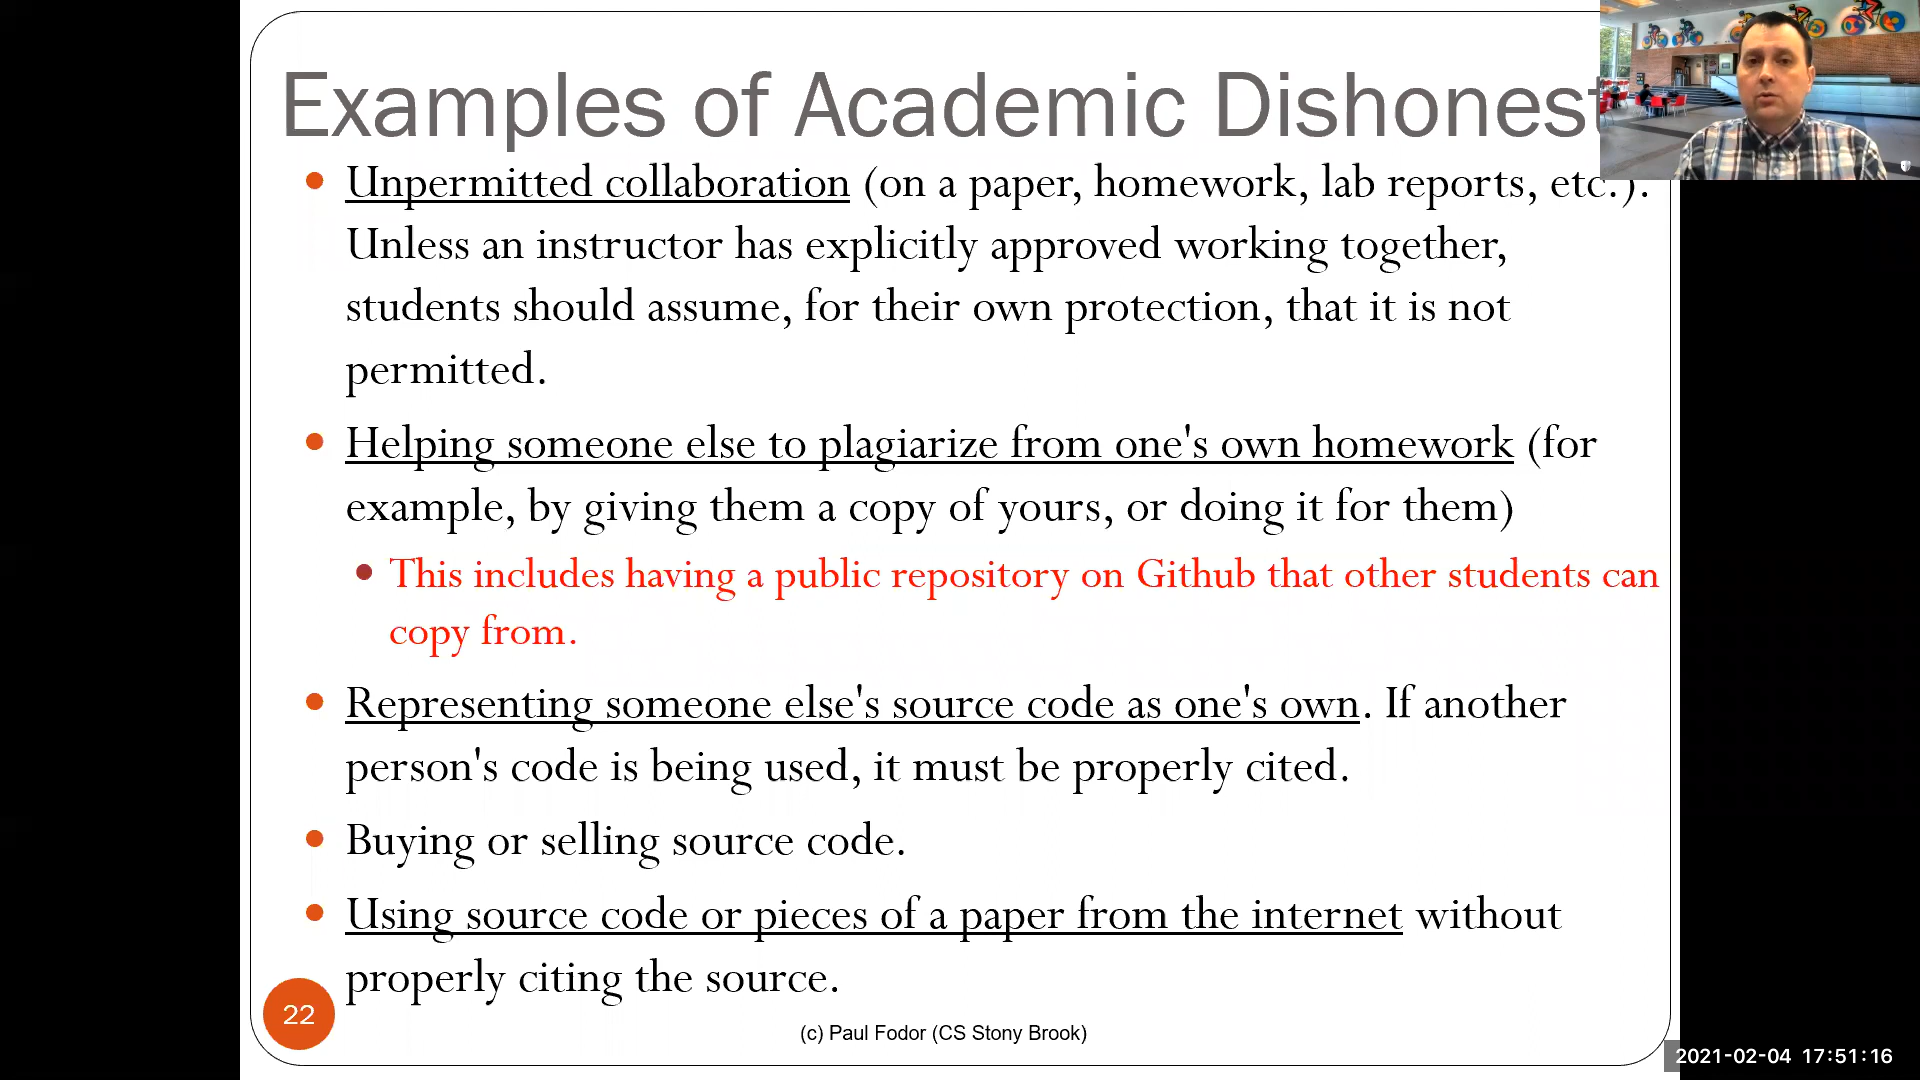 Examples of Academic Dishonest
Unpermitted collaboration (on a paper, homework, lab reports, etc.).
Unless an instructor has explicitly approved working together,
students should assume, for their own protection, that it is not
permitted.
Helping someone else to plagiarize from one's own homework (for
example, by giving them a copy of yours, or doing it for them)
This includes having a public repository on Github that other students can
copy from.
Representing someone else's source code as one's own. If another
person's code is being used, it must be properly cited.
Buying or selling source code.
Using source code or pieces of a paper from the internet without
properly citing the source.
22
(c) Paul Fodor (CS Stony Brook)
2021-02-04 17:51:16